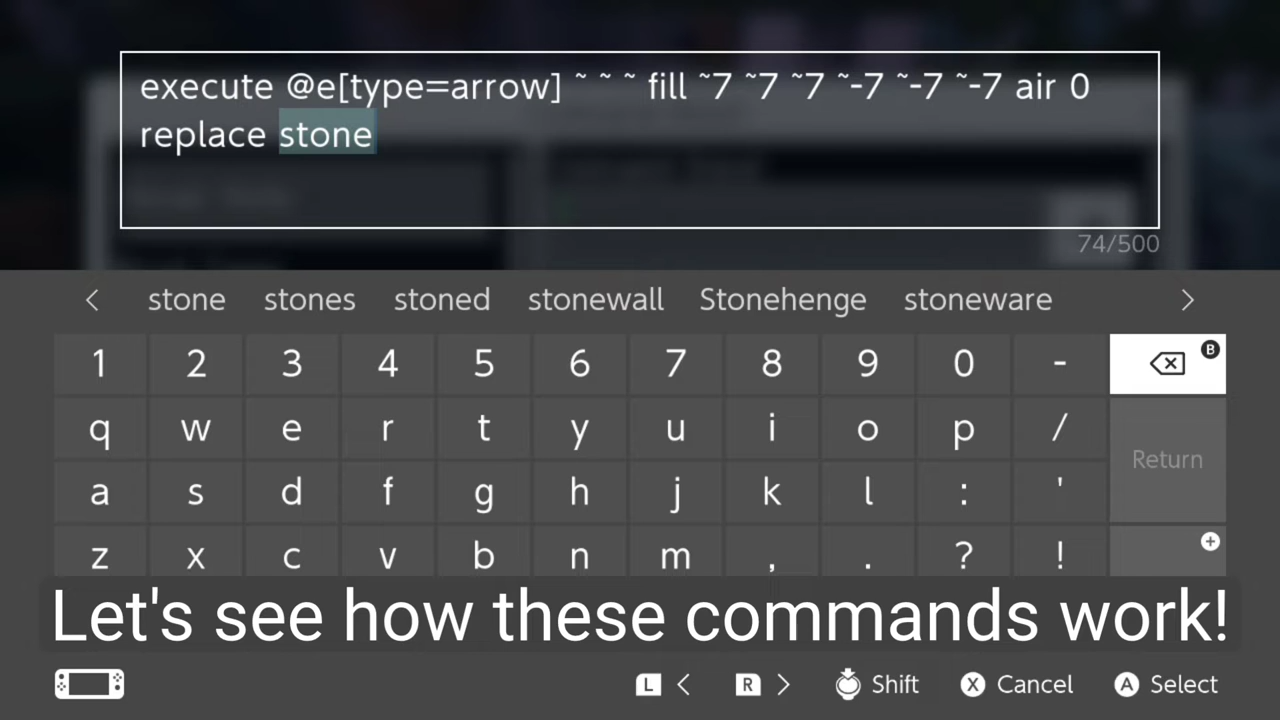 execute @e[type=arrow] ~ ~ ~ fill ~7 ~7 ~7 ~-7 ~-7 ~-7 air 0
replace stone
74/500
< stone stones stoned stonewall Stonehenge stoneware >
1 2 3 4 5 6 7 8 9 0 - B
q w e r t y u i o p /
Return
a s d f g h j k l : '
z x c v b n m , . ? ! +
Let's see how these commands work!
L < R > Shift X Cancel A Select